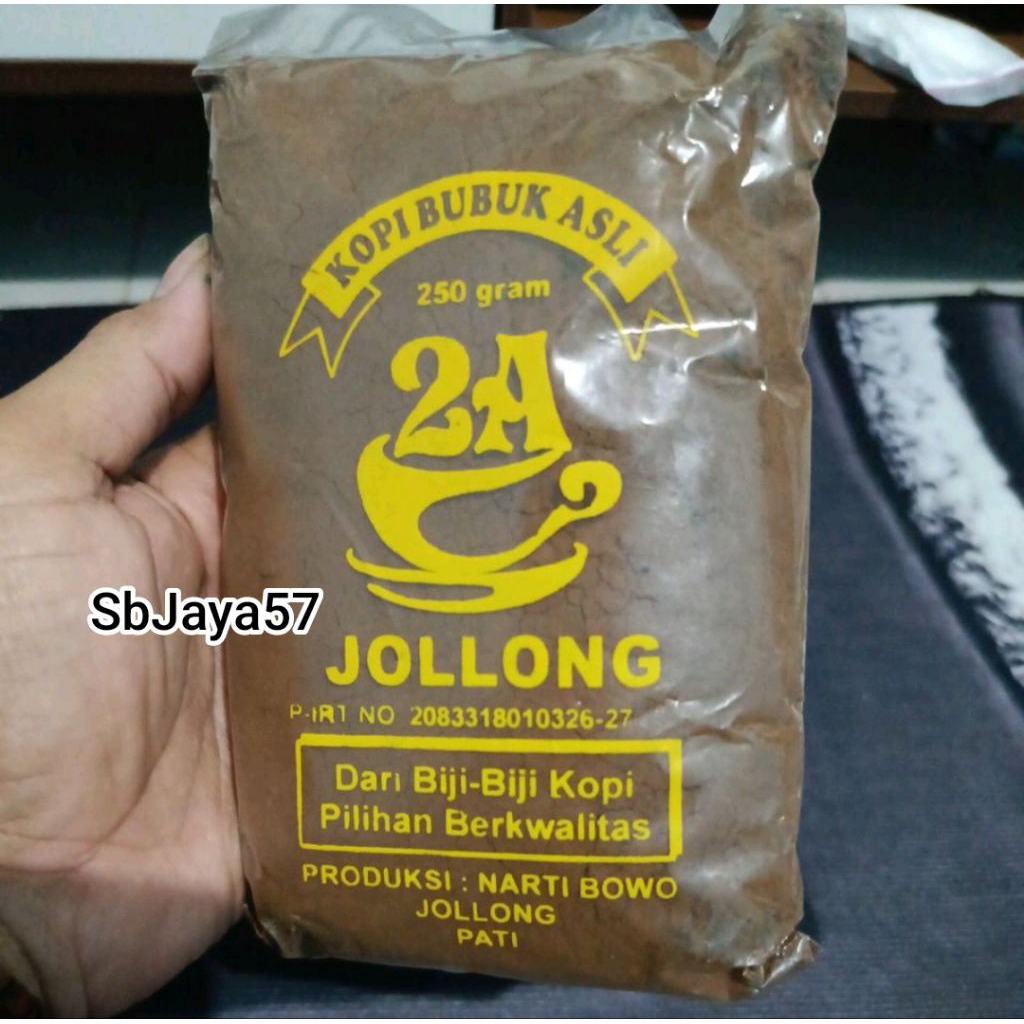 KOPI BUBUK ASLI
250 gram
2A
SbJaya57
JOLLONG
P-IRT NO 2083318010326-27
Dari Biji-Biji Kopi
Pilihan Berkwalitas
PRODUKSI : NARTI BOWO
JOLLONG
PATI